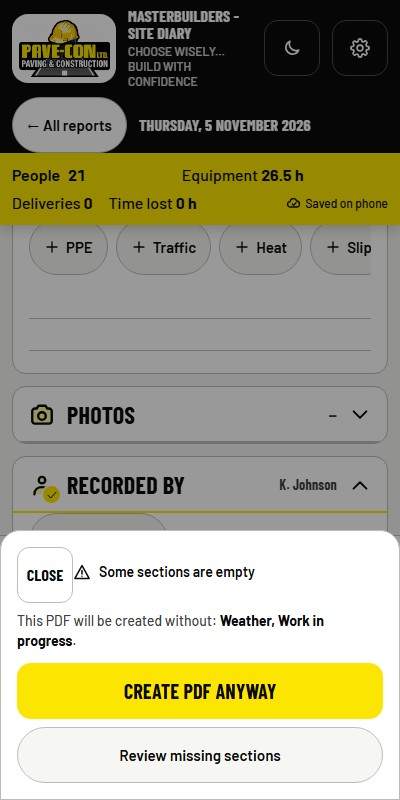 PAVE-CON LTD.
PAVING & CONSTRUCTION
MASTERBUILDERS -
SITE DIARY
CHOOSE WISELY...
BUILD WITH
CONFIDENCE
← All reports
THURSDAY, 5 NOVEMBER 2026
People 21
Equipment 26.5 h
Deliveries 0
Time lost 0 h
Saved on phone
+ PPE
+ Traffic
+ Heat
+ Slip
PHOTOS
–
RECORDED BY
K. Johnson
CLOSE
Some sections are empty
This PDF will be created without: Weather, Work in
progress.
CREATE PDF ANYWAY
Review missing sections